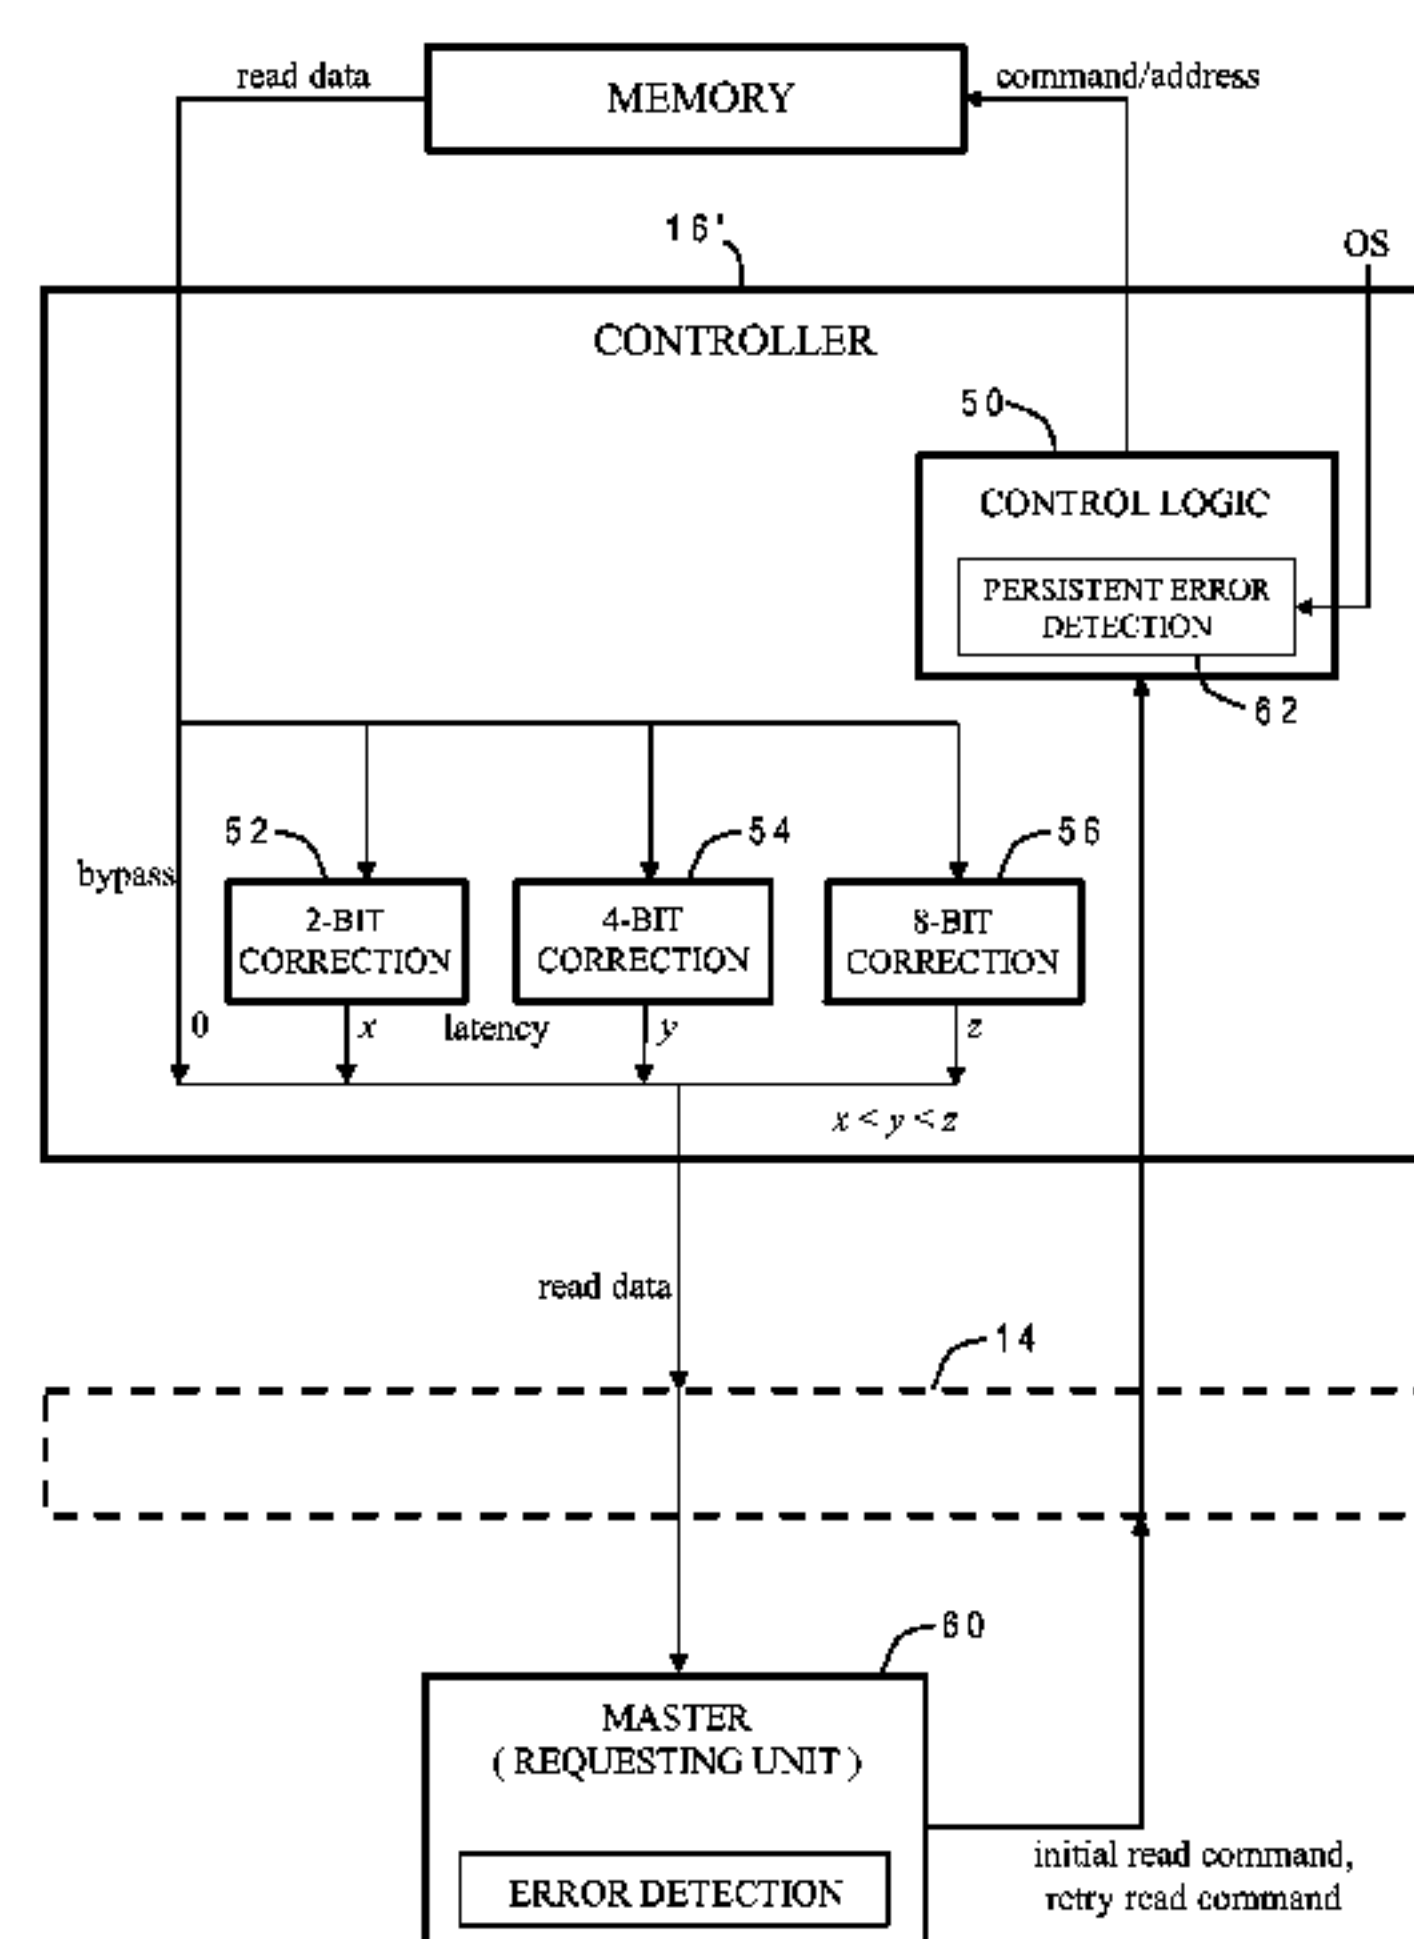 read data
MEMORY
command/address
16'
OS
CONTROLLER
50
CONTROL LOGIC
PERSISTENT ERROR
DETECTION
62
52
54
56
bypass
2-BIT
CORRECTION
4-BIT
CORRECTION
8-BIT
CORRECTION
0
x
latency
y
z
x < y < z
read data
14
60
MASTER
( REQUESTING UNIT )
initial read command,
retry read command
ERROR DETECTION